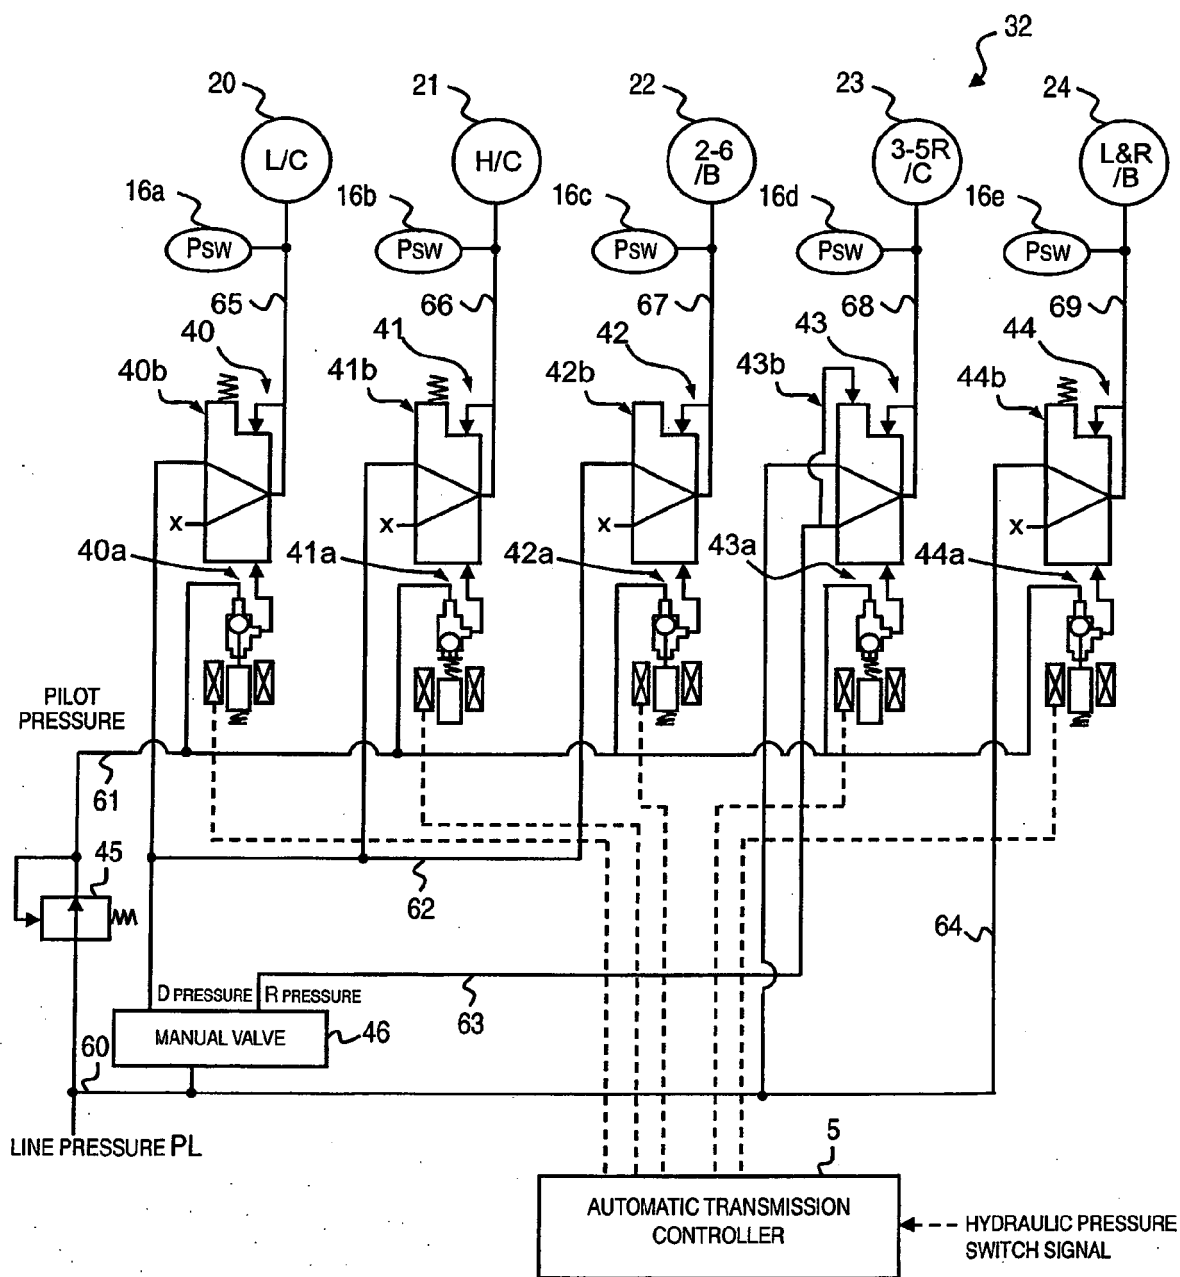 32
20 21 22 23 24
L/C H/C 2-6 /B 3-5R /C L&R /B
16a 16b 16c 16d 16e
PSW PSW PSW PSW PSW
65 66 67 68 69
40 41 42 43 44
40b 41b 42b 43b 44b
X X X X
40a 41a 42a 43a 44a
PILOT
PRESSURE
61
45
62
64
D PRESSURE R PRESSURE
63
MANUAL VALVE 46
60
LINE PRESSURE PL
5
AUTOMATIC TRANSMISSION
CONTROLLER
HYDRAULIC PRESSURE
SWITCH SIGNAL